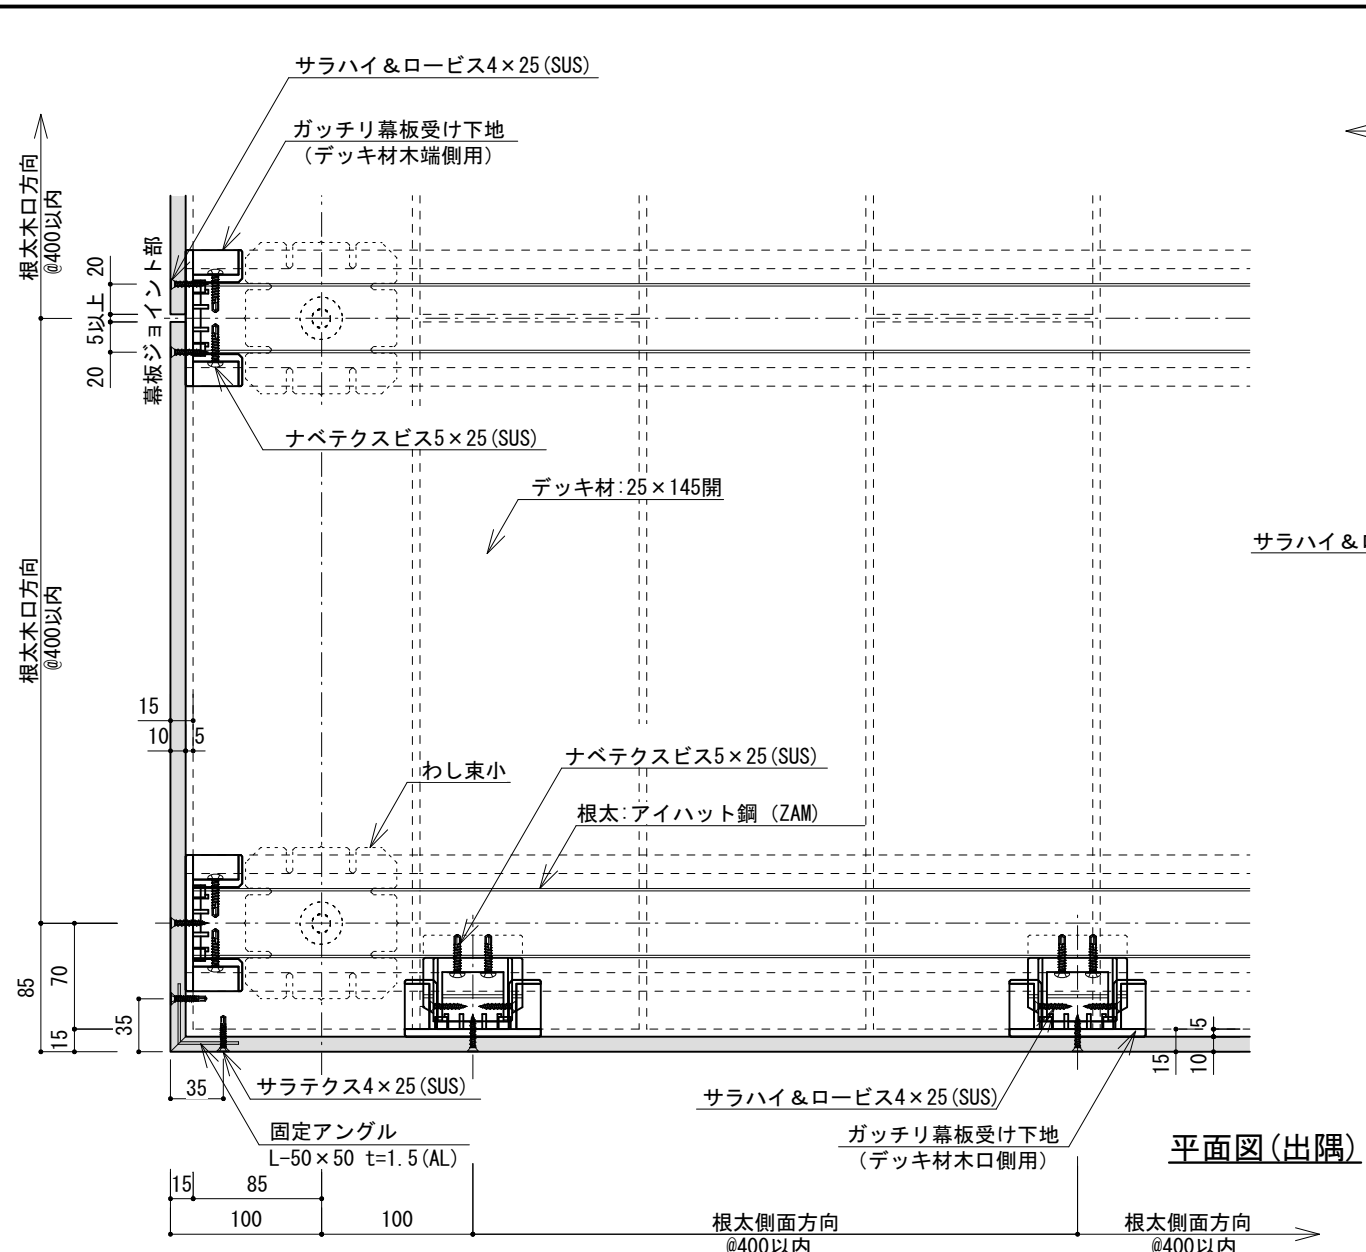 サラハイ＆ロービス4×25(SUS)
ガッチリ幕板受け下地
（デッキ材木端側用）
根太木口方向
@400以内
20
5以上
20
幕板ジョイント部
ナベテクスビス5×25(SUS)
デッキ材:25×145開
サラハイ＆ロ
根太木口方向
@400以内
15
10
5
わし束小
ナベテクスビス5×25(SUS)
根太:アイハット鋼 (ZAM)
85
70
15
35
35
サラテクス4×25(SUS)
固定アングル
L-50×50 t=1.5(AL)
サラハイ＆ロービス4×25(SUS)
ガッチリ幕板受け下地
（デッキ材木口側用）
15
10
5
平面図(出隅)
15
85
100
100
根太側面方向
@400以内
根太側面方向
@400以内